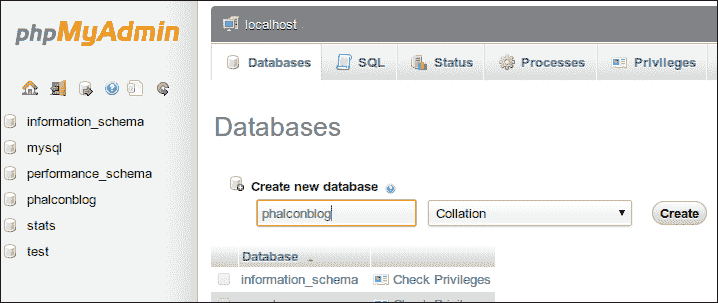 phpMyAdmin
information_schema
mysql
performance_schema
phalconblog
stats
test
localhost
Databases SQL Status Processes Privileges
Databases
Create new database
phalconblog Collation Create
Database
information_schema Check Privileges